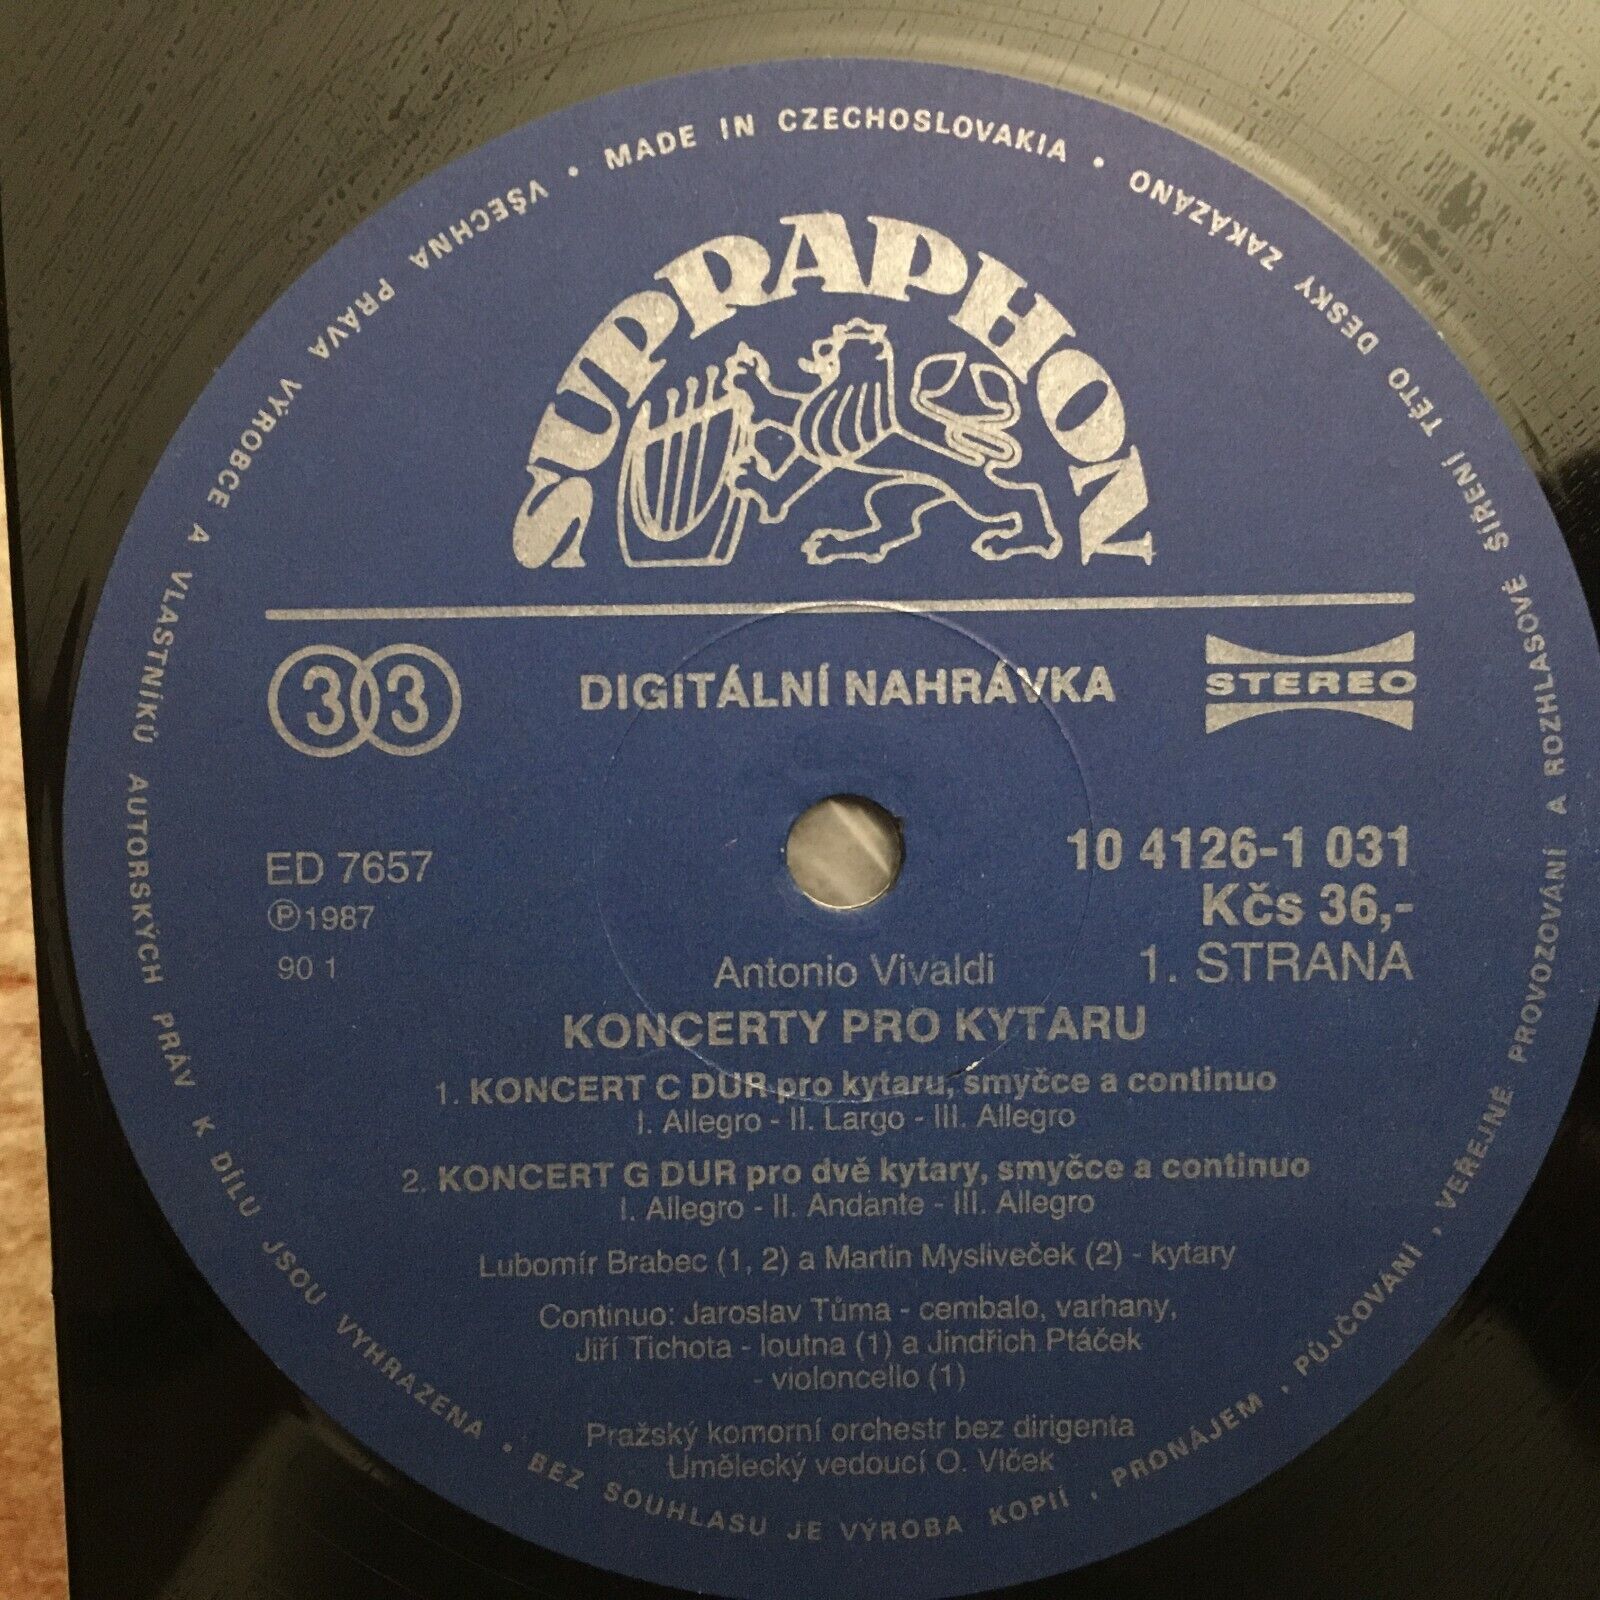 MADE IN CZECHOSLOVAKIA • VŠECHNA PRÁVA VÝROBCE A VLASTNÍKŮ AUTORSKÝCH PRÁV K DÍLU JSOU VYHRAZENA • BEZ SOUHLASU JE VÝROBA KOPIÍ , PRONÁJEM , PŮJČOVÁNÍ , VEŘEJNÉ PROVOZOVÁNÍ A ROZHLASOVÉ ŠÍŘENÍ TÉTO DESKY ZAKÁZÁNO •
SUPRAPHON
33
DIGITÁLNÍ NAHRÁVKA
STEREO
ED 7657
Ⓟ1987
90 1
10 4126-1 031
Kčs 36,-
1. STRANA
Antonio Vivaldi
KONCERTY PRO KYTARU
1. KONCERT C DUR pro kytaru, smyčce a continuo
I. Allegro - II. Largo - III. Allegro
2. KONCERT G DUR pro dvě kytary, smyčce a continuo
I. Allegro - II. Andante - III. Allegro
Lubomír Brabec (1, 2) a Martin Mysliveček (2) - kytary
Continuo: Jaroslav Tůma - cembalo, varhany,
Jiří Tichota - loutna (1) a Jindřich Ptáček
- violoncello (1)
Pražský komorní orchestr bez dirigenta
Umělecký vedoucí O. Vlček